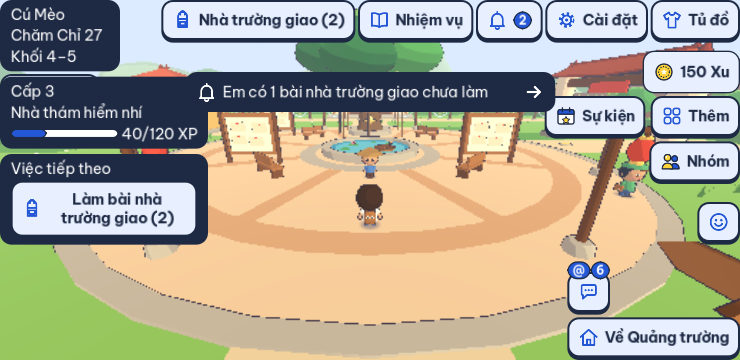 Cú Mèo
Chăm Chỉ 27
Khối 4-5
Nhà trường giao (2)
Nhiệm vụ
2
Cài đặt
Tủ đồ
150 Xu
Cấp 3
Nhà thám hiểm nhí
40/120 XP
Em có 1 bài nhà trường giao chưa làm
Sự kiện
Thêm
Nhóm
Việc tiếp theo
Làm bài nhà
trường giao (2)
@ 6
Về Quảng trường